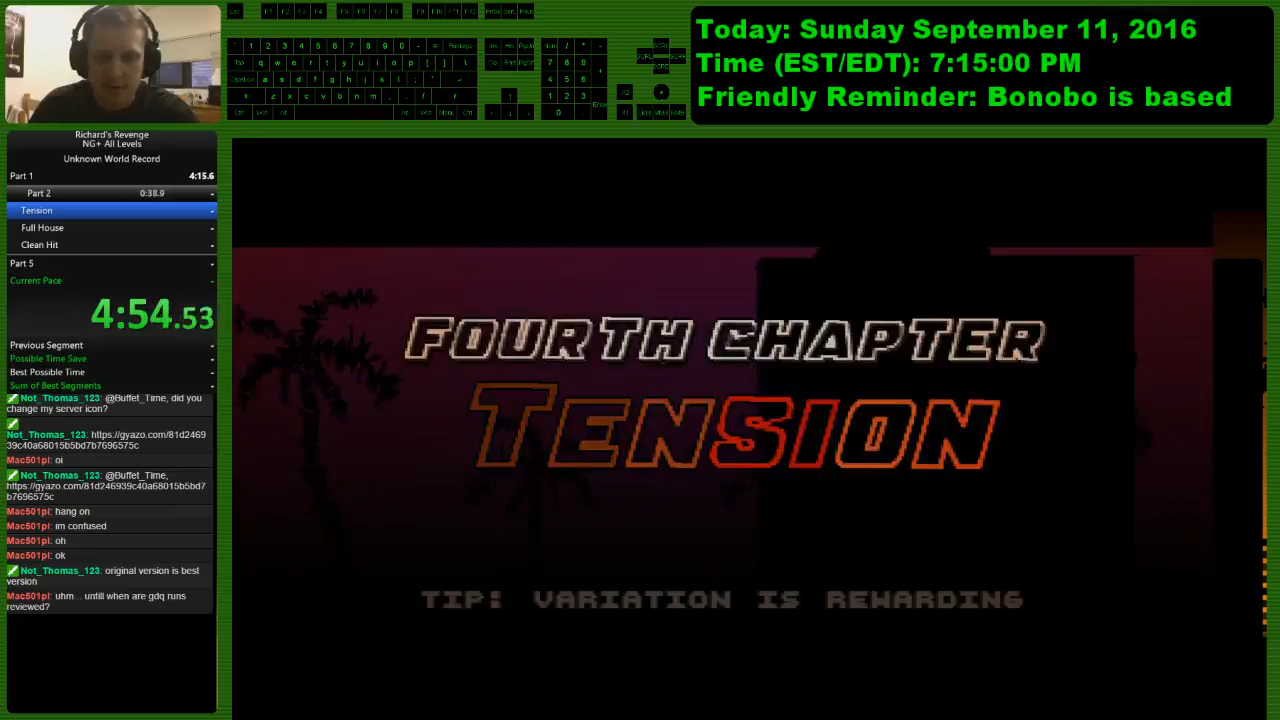 Today: Sunday September 11, 2016
Time (EST/EDT): 7:15:00 PM
Friendly Reminder: Bonobo is based
Richard's Revenge
NG+ All Levels
Unknown World Record
Part 1 4:15.6
Part 2 0:38.9 -
Tension -
Full House -
Clean Hit -
Part 5 -
Current Pace -
4:54.53
Previous Segment -
Possible Time Save -
Best Possible Time -
Sum of Best Segments -
Not_Thomas_123: @Buffet_Time, did you
change my server icon?
Not_Thomas_123: https://gyazo.com/81d2469
39c40a68015b5bd7b7696575c
Mac501pl: oi
Not_Thomas_123: @Buffet_Time,
https://gyazo.com/81d246939c40a68015b5bd7
b7696575c
Mac501pl: hang on
Mac501pl: im confused
Mac501pl: oh
Mac501pl: ok
Not_Thomas_123: original version is best
version
Mac501pl: uhm... untill when are gdq runs
reviewed?
FOURTH CHAPTER
TENSION
TIP: VARIATION IS REWARDING